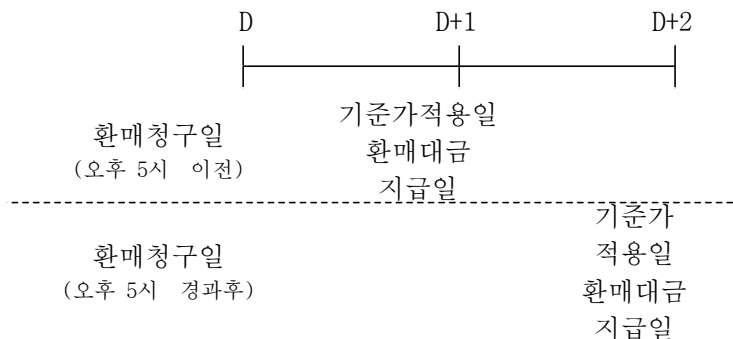 D D+1 D+2
환매청구일
(오후 5시 이전)
기준가적용일
환매대금
지급일
환매청구일
(오후 5시 경과후)
기준가
적용일
환매대금
지급일